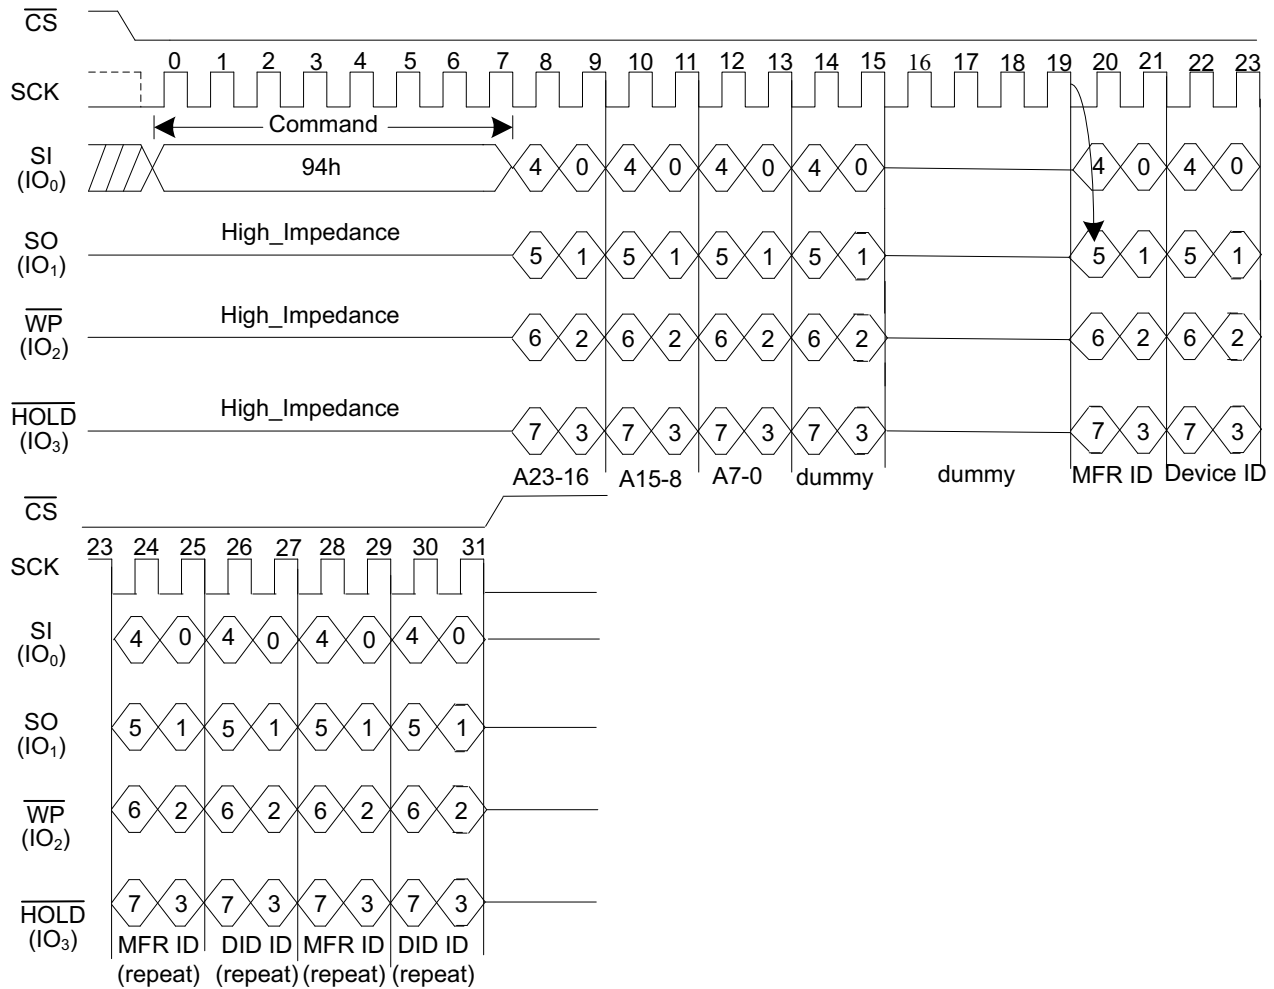 CS
0 1 2 3 4 5 6 7 8 9 10 11 12 13 14 15 16 17 18 19 20 21 22 23
SCK
Command
SI
(IO0)
94h
4 0 4 0 4 0 4 0 4 0 4 0
High_Impedance
SO
(IO1)
5 1 5 1 5 1 5 1 5 1 5 1
High_Impedance
WP
(IO2)
6 2 6 2 6 2 6 2 6 2 6 2
High_Impedance
HOLD
(IO3)
7 3 7 3 7 3 7 3 7 3 7 3
A23-16 A15-8 A7-0 dummy dummy MFR ID Device ID
CS
23 24 25 26 27 28 29 30 31
SCK
SI
(IO0)
4 0 4 0 4 0 4 0
SO
(IO1)
5 1 5 1 5 1 5 1
WP
(IO2)
6 2 6 2 6 2 6 2
HOLD
(IO3)
7 3 7 3 7 3 7 3
MFR ID DID ID MFR ID DID ID
(repeat) (repeat) (repeat) (repeat)